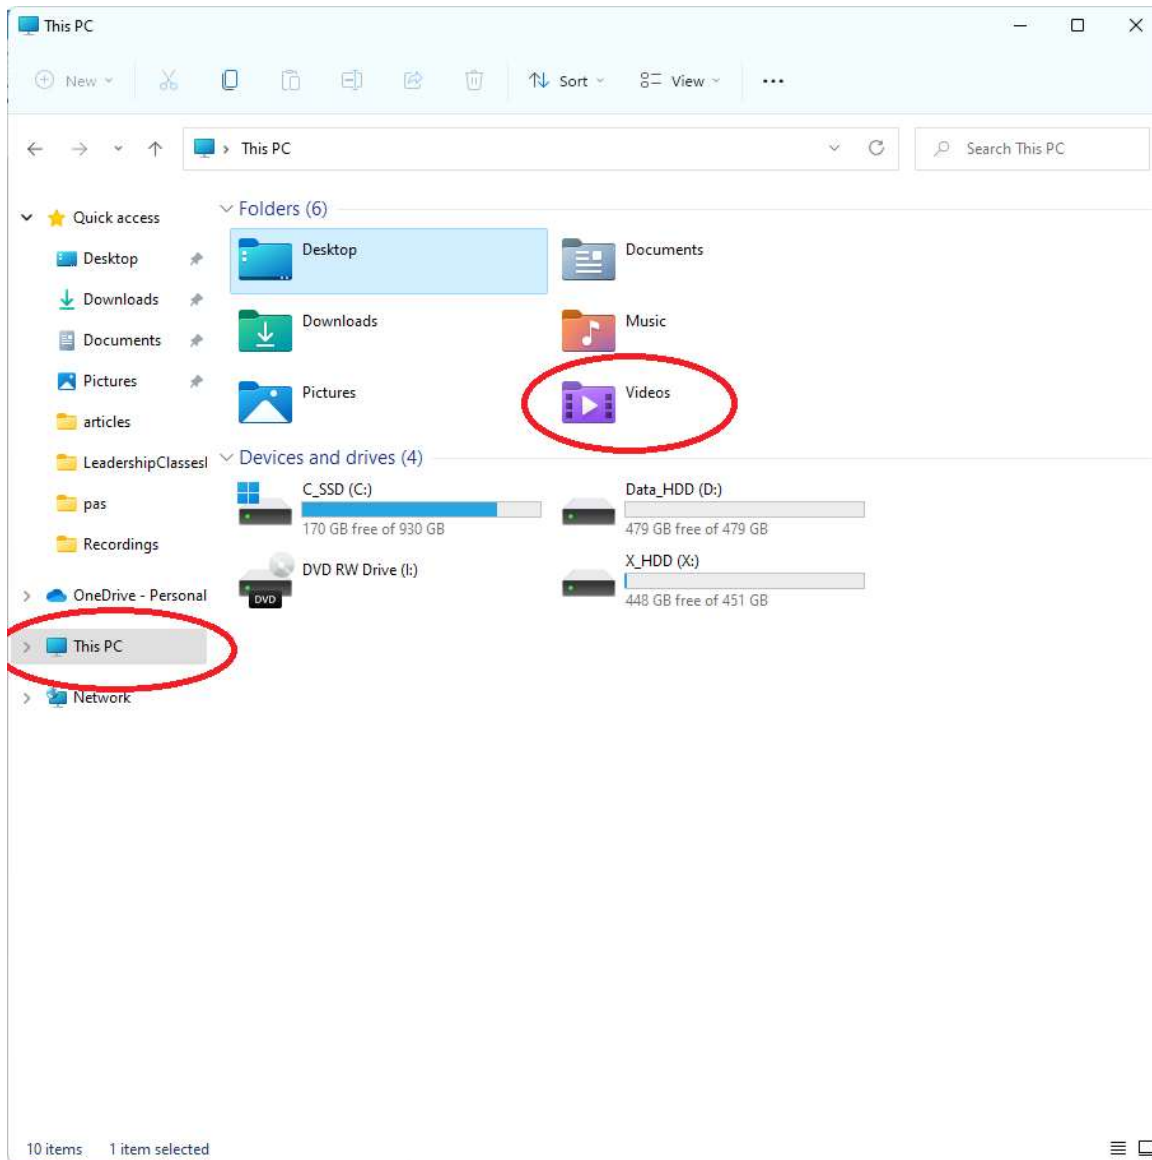 This PC
New
Sort
View
This PC
Search This PC
Quick access
Desktop
Downloads
Documents
Pictures
articles
LeadershipClassesI
pas
Recordings
OneDrive - Personal
This PC
Network
Folders (6)
Desktop
Documents
Downloads
Music
Pictures
Videos
Devices and drives (4)
C_SSD (C:)
170 GB free of 930 GB
Data_HDD (D:)
479 GB free of 479 GB
DVD RW Drive (I:)
DVD
X_HDD (X:)
448 GB free of 451 GB
10 items 1 item selected